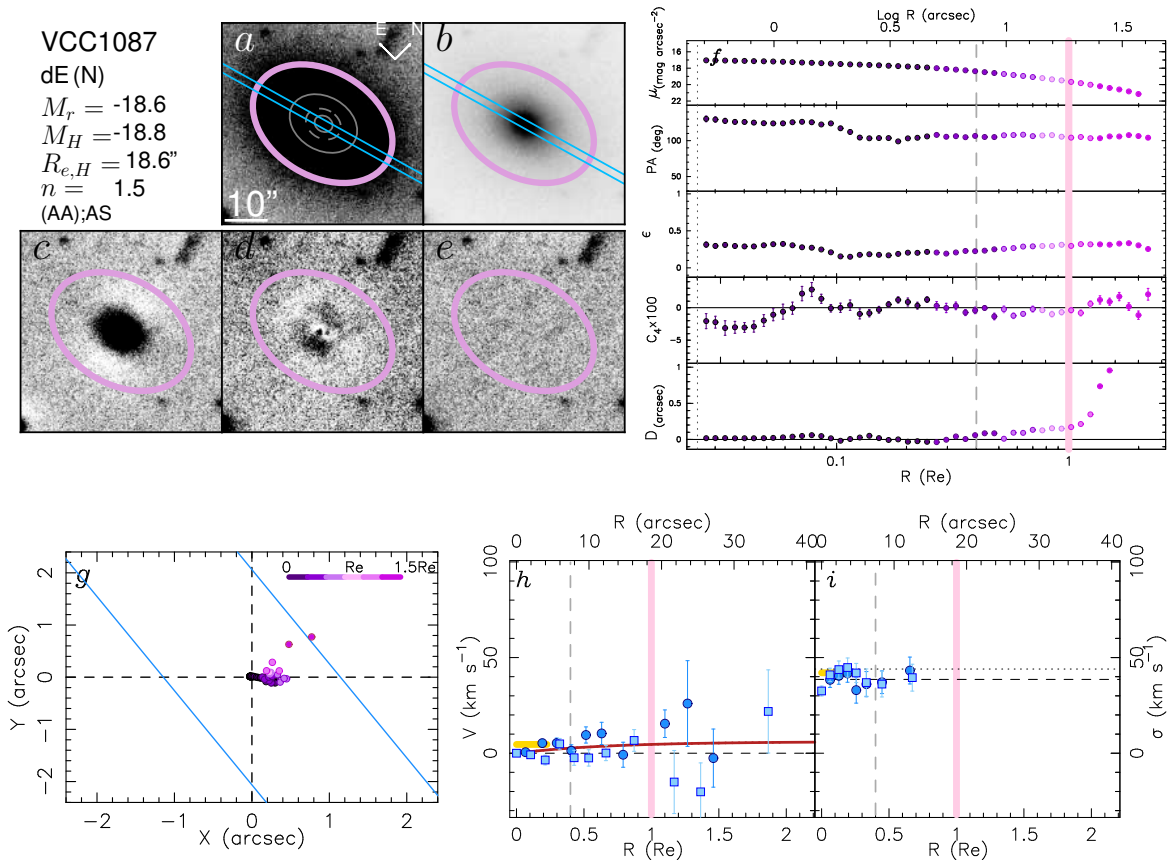 VCC1087
dE(N)
M_r = -18.6
M_H = -18.8
R_{e,H} = 18.6”
n = 1.5
(AA);AS
a
E N
10”
b
c
d
e
Log R (arcsec)
0 0.5 1 1.5
f
μ(mag arcsec⁻²)
16
18
20
22
PA (deg)
100
50
ϵ
1
0.5
0
C₄x100
0
−5
D (arcsec)
1
0.5
0
0.1 1
R (Re)
g
0 Re 1.5Re
Y (arcsec)
2
1
0
−1
−2
−2 −1 0 1 2
X (arcsec)
R (arcsec)
0 10 20 30 40
h
V (km s⁻¹)
100
50
0
0 0.5 1 1.5 2
R (Re)
R (arcsec)
0 10 20 30 40
i
100
50
0
σ (km s⁻¹)
0 0.5 1 1.5 2
R (Re)